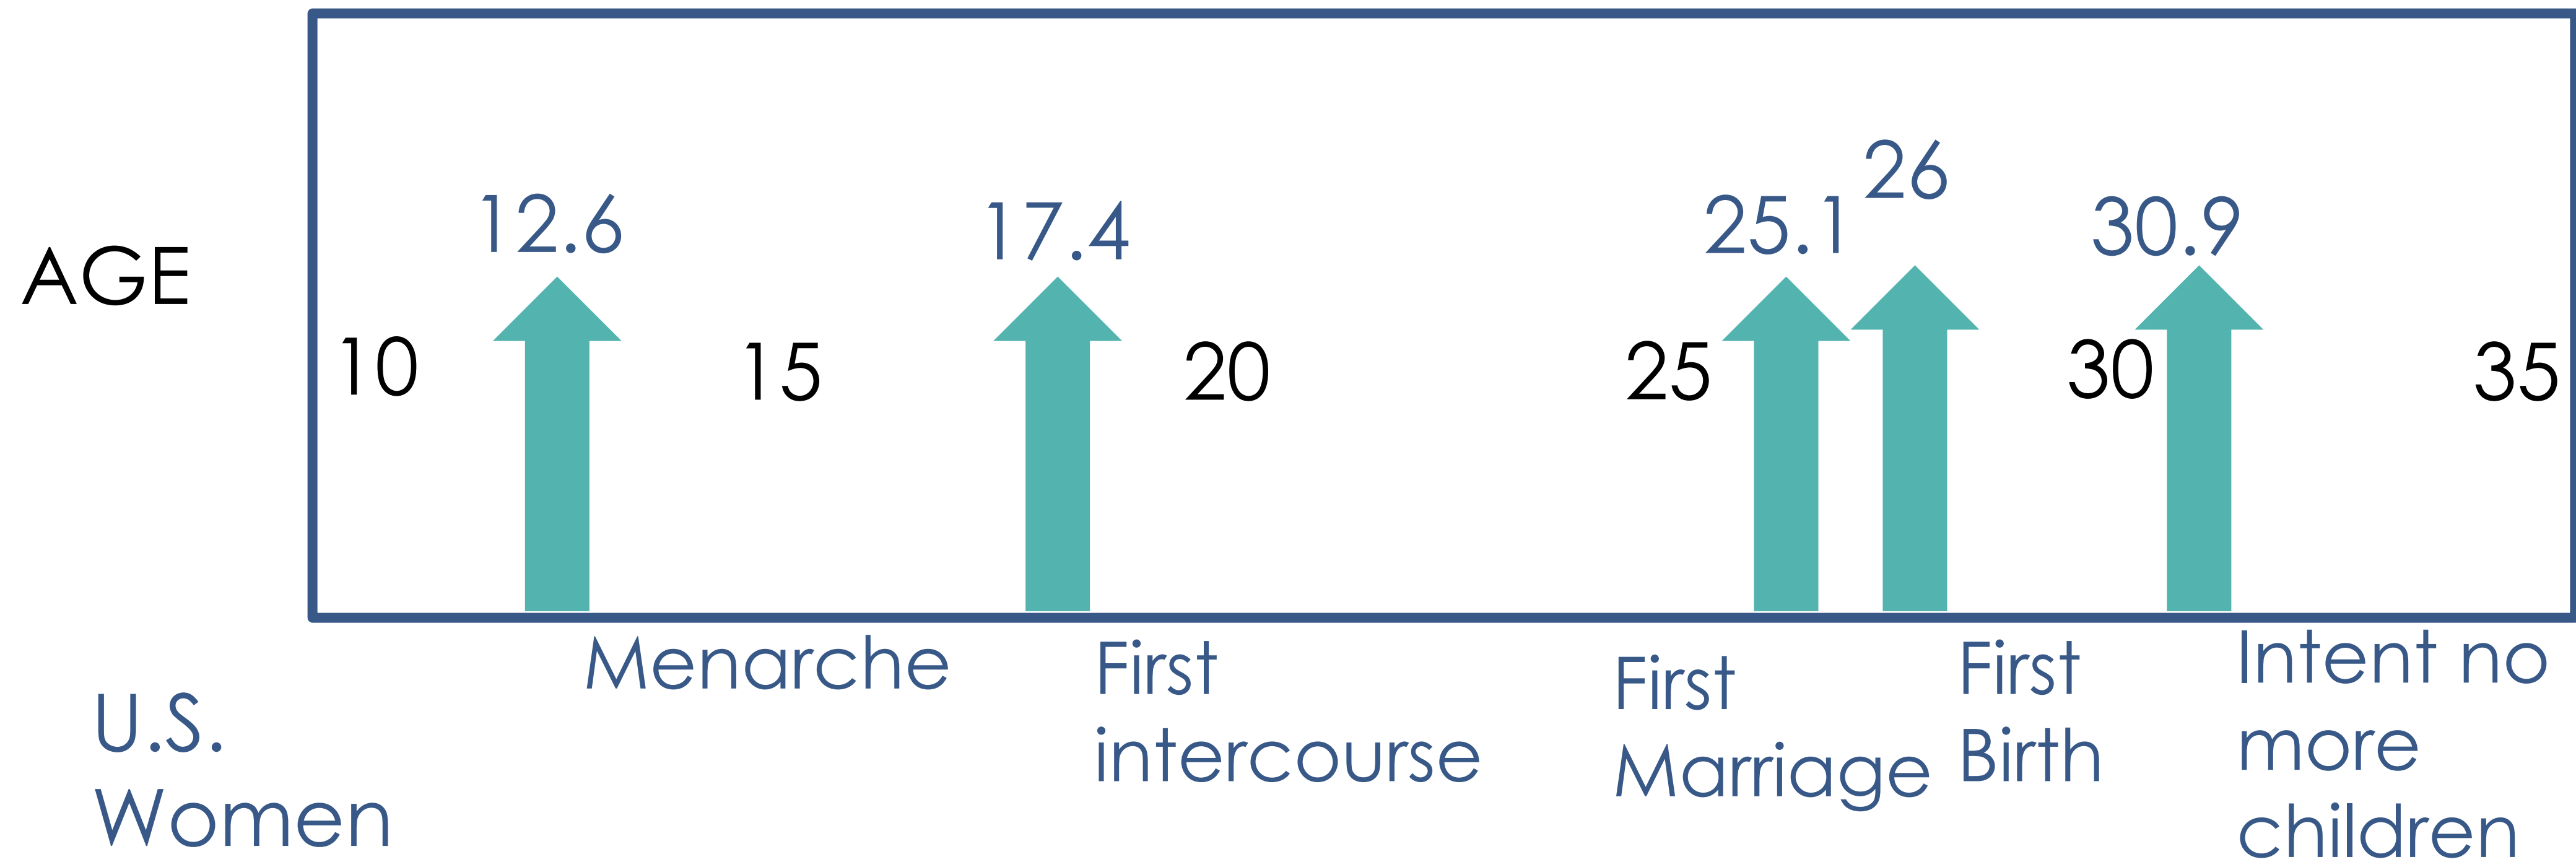 26
12.6 17.4 25.1 30.9
AGE
10 15 20 25 30 35
Menarche
First
intercourse
First
Marriage
First
Birth
Intent no
more
children
U.S.
Women